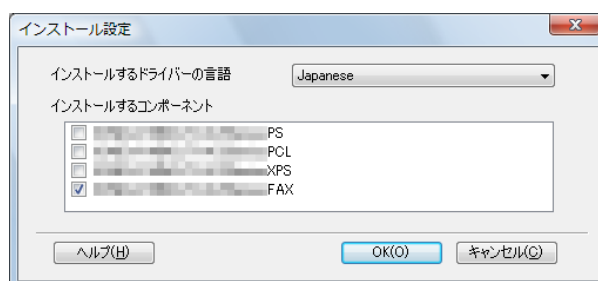 インストール設定
インストールするドライバーの言語 Japanese
インストールするコンポーネント
PS
PCL
XPS
FAX
ヘルプ(H) OK(O) キャンセル(C)